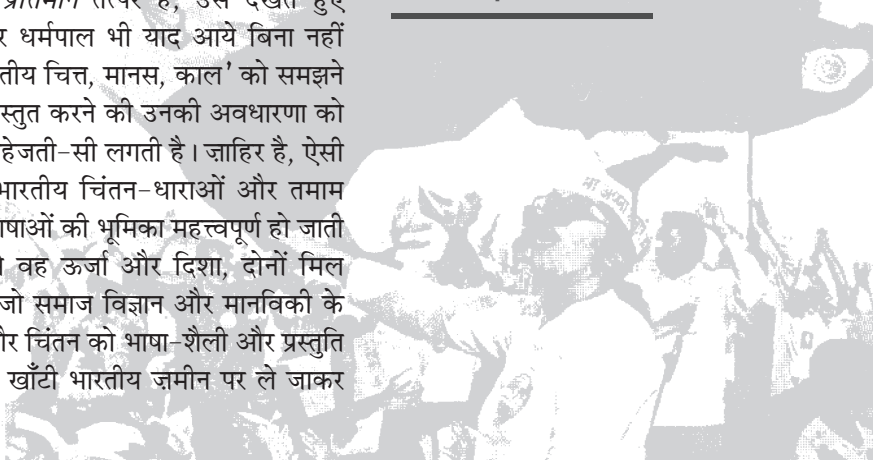 प्रतिमान तत्पर है, उसे देखते हुए
र धर्मपाल भी याद आये बिना नहीं
तीय चित्त, मानस, काल' को समझने
स्तुत करने की उनकी अवधारणा को
हेजती-सी लगती है। ज़ाहिर है, ऐसी
भारतीय चिंतन-धाराओं और तमाम
षाओं की भूमिका महत्त्वपूर्ण हो जाती
वह ऊर्जा और दिशा, दोनों मिल
जो समाज विज्ञान और मानविकी के
र चिंतन को भाषा-शैली और प्रस्तुति
खाँटी भारतीय ज़मीन पर ले जाकर